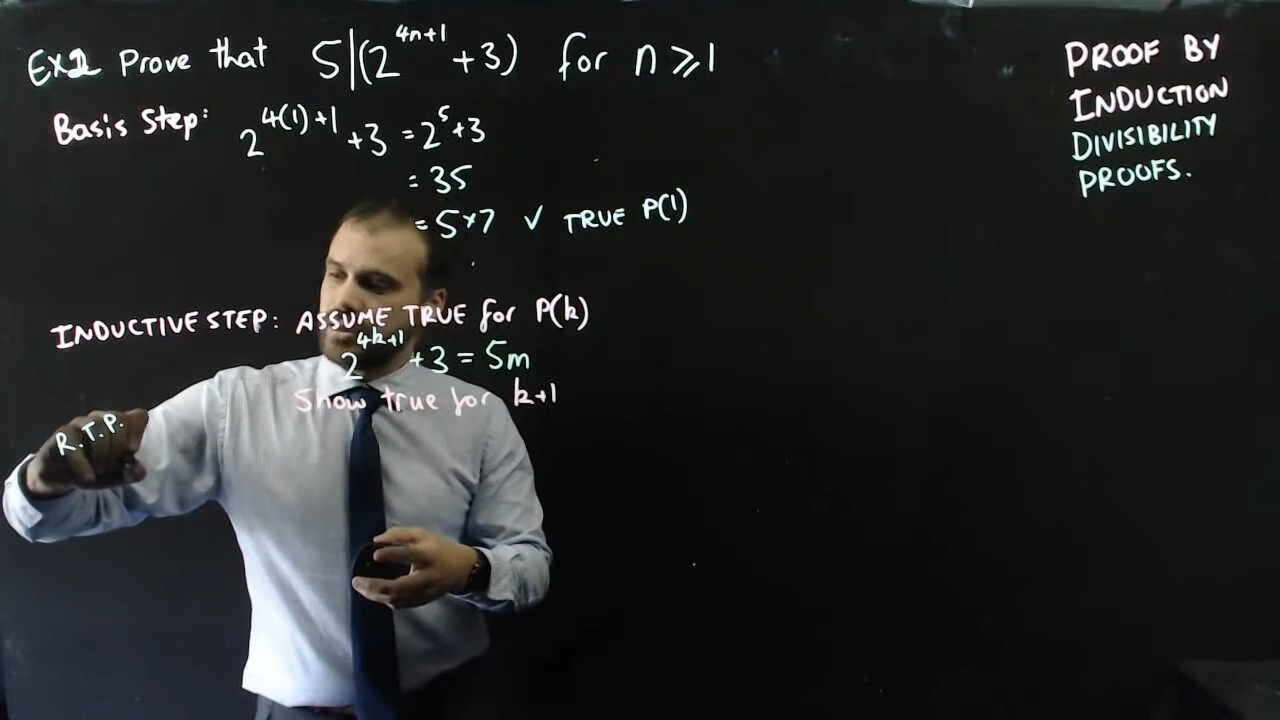 Ex2 Prove that 5|(2^{4n+1} + 3) for n ⩾ 1
Basis Step: 2^{4(1)+1} + 3 = 2^5 + 3
= 35
= 5×7 ✓ TRUE P(1)
INDUCTIVE STEP: ASSUME TRUE for P(k)
2^{4k+1} + 3 = 5m
Show true for k+1
R.T.P.
PROOF BY
INDUCTION
DIVISIBILITY
PROOFS.